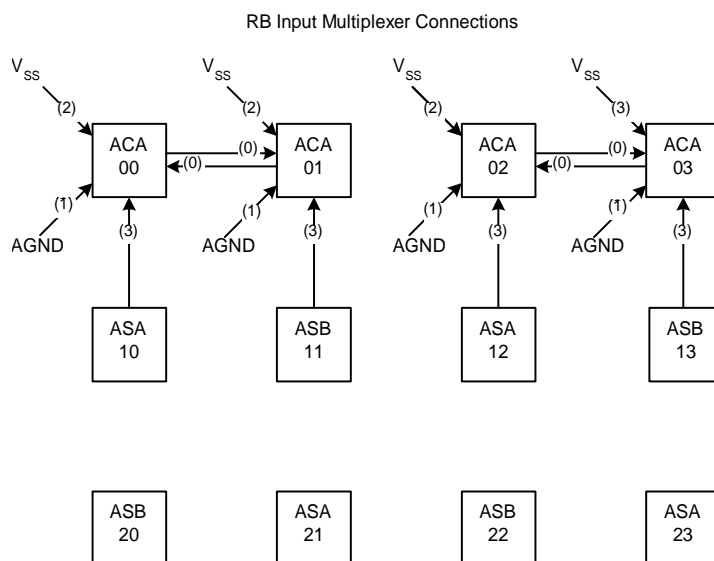 RB Input Multiplexer Connections
VSS VSS VSS VSS
(2) (2) (2) (3)
ACA 00 (0) (0) ACA 01 ACA 02 (0) (0) ACA 03
(1) (1) (1) (1)
AGND AGND AGND AGND
(3) (3) (3) (3)
ASA ASB ASA ASB
10 11 12 13
ASB ASA ASB ASA
20 21 22 23